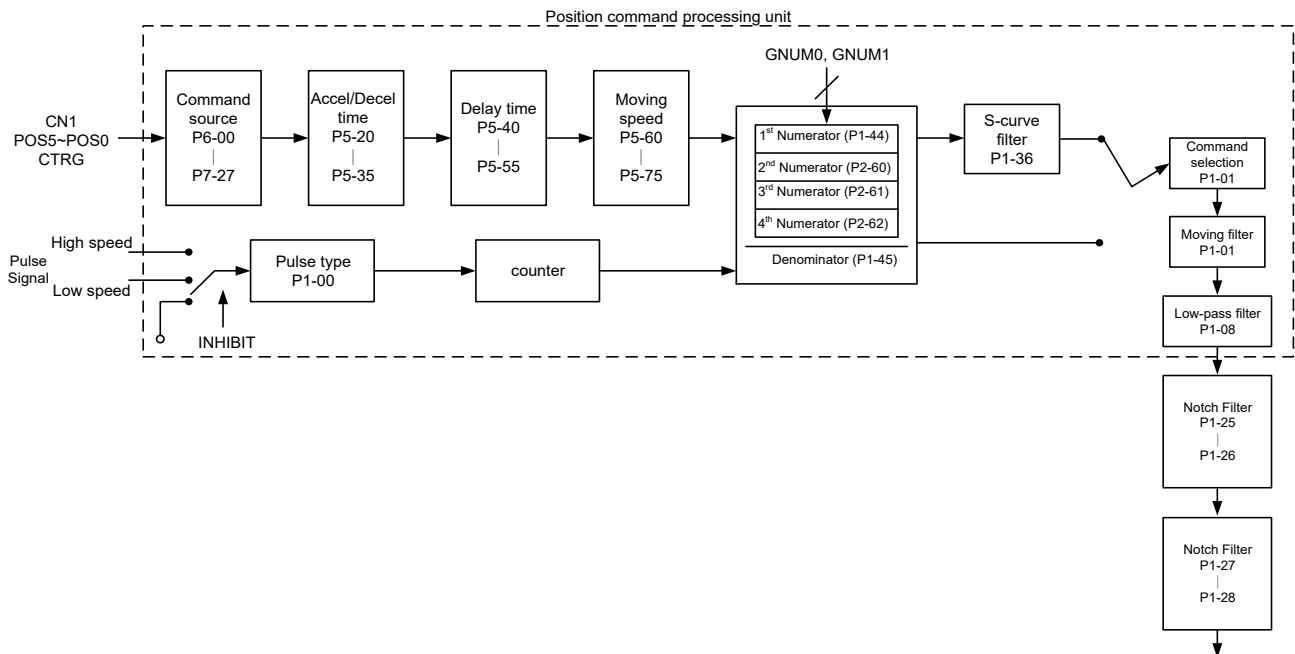 Position command processing unit
GNUM0, GNUM1
CN1
POS5~POS0
CTRG
Command
source
P6-00
|
P7-27
Accel/Decel
time
P5-20
|
P5-35
Delay time
P5-40
|
P5-55
Moving
speed
P5-60
|
P5-75
1st Numerator (P1-44)
2nd Numerator (P2-60)
3rd Numerator (P2-61)
4th Numerator (P2-62)
Denominator (P1-45)
S-curve
filter
P1-36
Command
selection
P1-01
Moving filter
P1-01
Low-pass filter
P1-08
High speed
Pulse
Signal
Low speed
INHIBIT
Pulse type
P1-00
counter
Notch Filter
P1-25
|
P1-26
Notch Filter
P1-27
|
P1-28